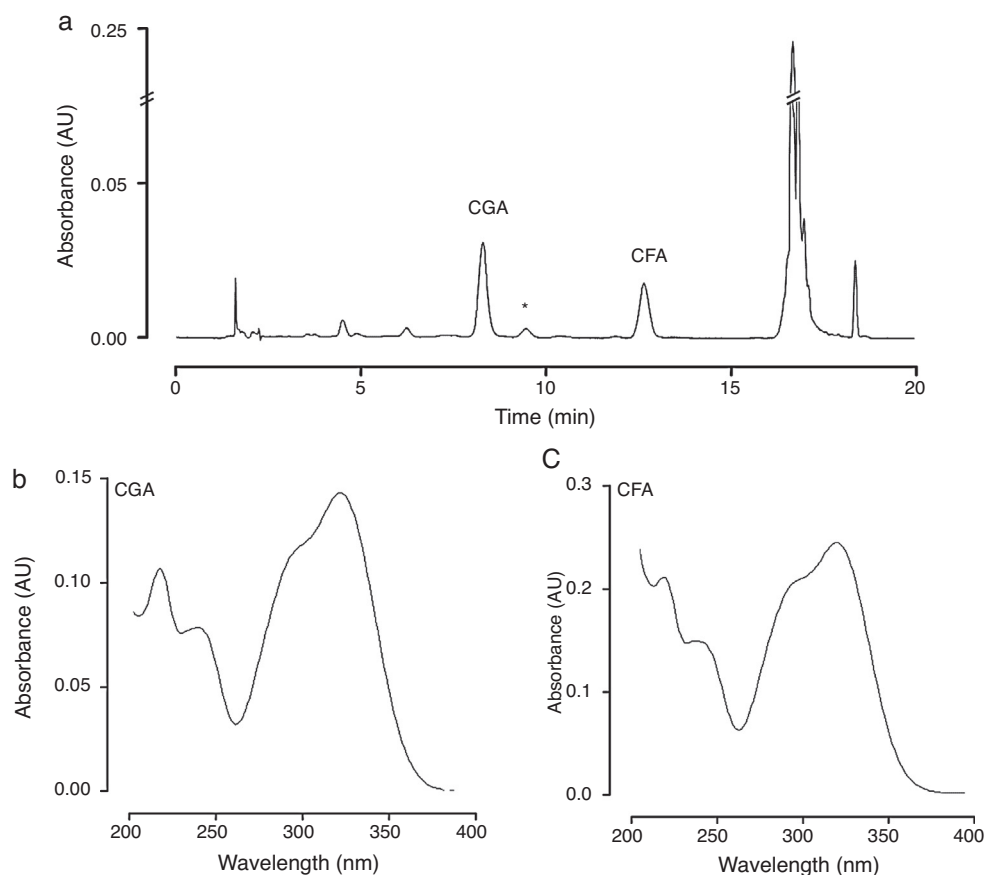 a
0.25
0.05
0.00
Absorbance (AU)
CGA
*
CFA
0 5 10 15 20
Time (min)
b
CGA
0.15
0.10
0.05
0.00
Absorbance (AU)
200 250 300 350 400
Wavelength (nm)
C
CFA
0.3
0.2
0.1
0.0
Absorbance (AU)
200 250 300 350 400
Wavelength (nm)